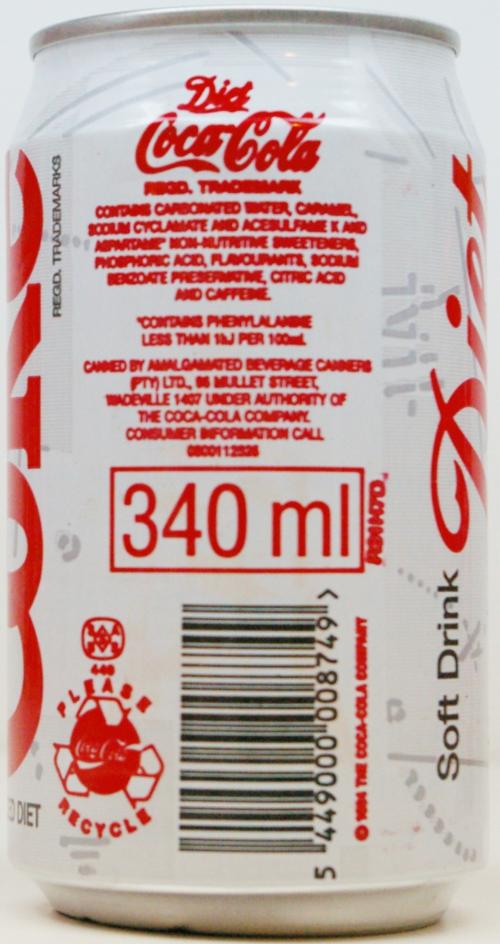 Diet
Coca-Cola
REGD. TRADEMARK
CONTAINS CARBONATED WATER, CARAMEL,
SODIUM CYCLAMATE AND ACESULFAME K AND
ASPARTAME* NON-NUTRITIVE SWEETENERS,
PHOSPHORIC ACID, FLAVOURANTS, SODIUM
BENZOATE PRESERVATIVE, CITRIC ACID
AND CAFFEINE.
*CONTAINS PHENYLALANINE
LESS THAN 1kJ PER 100mL
CANNED BY AMALGAMATED BEVERAGE CANNERS
(PTY) LTD., 96 MULLET STREET,
WADEVILLE 1407 UNDER AUTHORITY OF
THE COCA-COLA COMPANY.
CONSUMER INFORMATION CALL
340 ml
PLEASE
Coca-Cola
RECYCLE
5 449000 008749 >
© 1994 THE COCA-COLA COMPANY
REGD. TRADEMARKS
DIET
Diet
Soft Drink